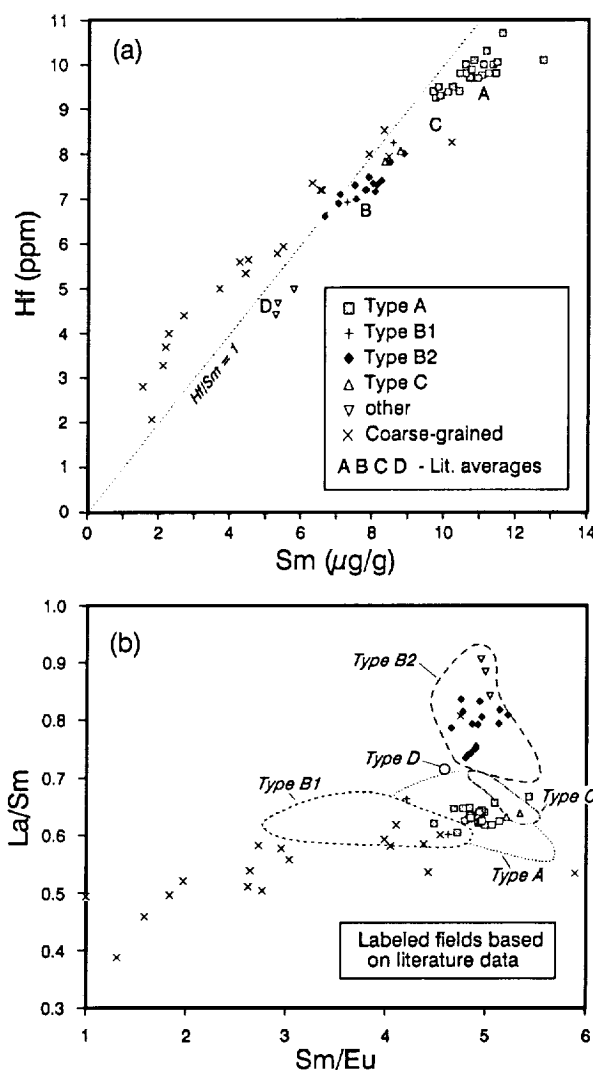 (a)
11
10
9
8
7
6
5
4
3
2
1
0
Hf (ppm)
A
C
B
D
Hf/Sm = 1
Type A
Type B1
Type B2
Type C
other
Coarse-grained
A B C D - Lit. averages
0 2 4 6 8 10 12 14
Sm (µg/g)
(b)
1.0
0.9
0.8
0.7
0.6
0.5
0.4
0.3
La/Sm
Type B2
Type D
Type B1
Type C
Type A
Labeled fields based
on literature data
1 2 3 4 5 6
Sm/Eu